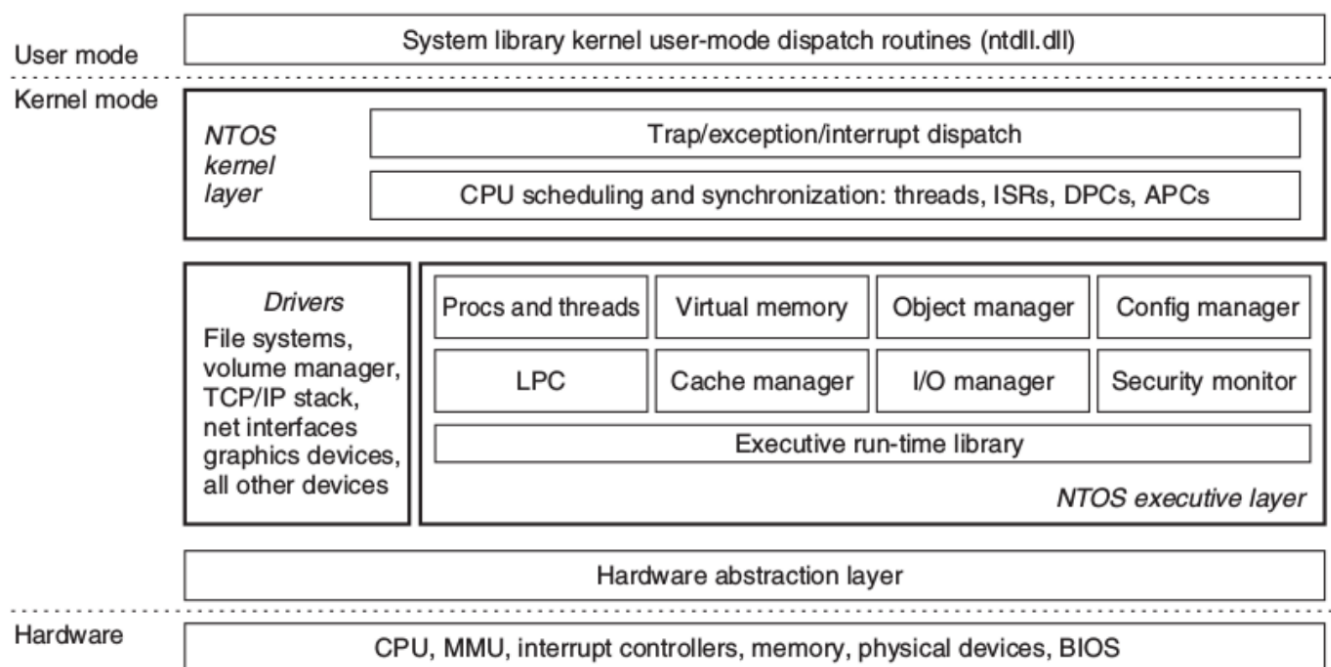 System library kernel user-mode dispatch routines (ntdll.dll)
User mode
Kernel mode
NTOS
kernel
layer
Trap/exception/interrupt dispatch
CPU scheduling and synchronization: threads, ISRs, DPCs, APCs
Drivers
File systems,
volume manager,
TCP/IP stack,
net interfaces
graphics devices,
all other devices
Procs and threads
Virtual memory
Object manager
Config manager
LPC
Cache manager
I/O manager
Security monitor
Executive run-time library
NTOS executive layer
Hardware abstraction layer
Hardware
CPU, MMU, interrupt controllers, memory, physical devices, BIOS